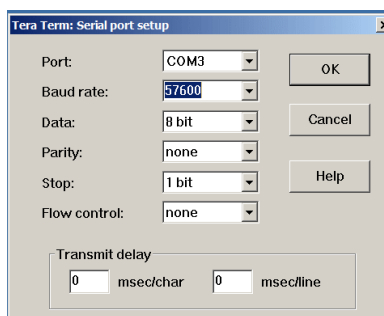 Tera Term: Serial port setup
Port: COM3
OK
Baud rate: 57600
Data: 8 bit
Cancel
Parity: none
Stop: 1 bit
Help
Flow control: none
Transmit delay
0 msec/char 0 msec/line